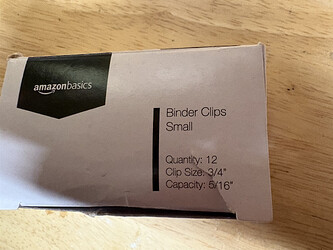 amazonbasics
Binder Clips
Small
Quantity: 12
Clip Size: 3/4"
Capacity: 5/16"